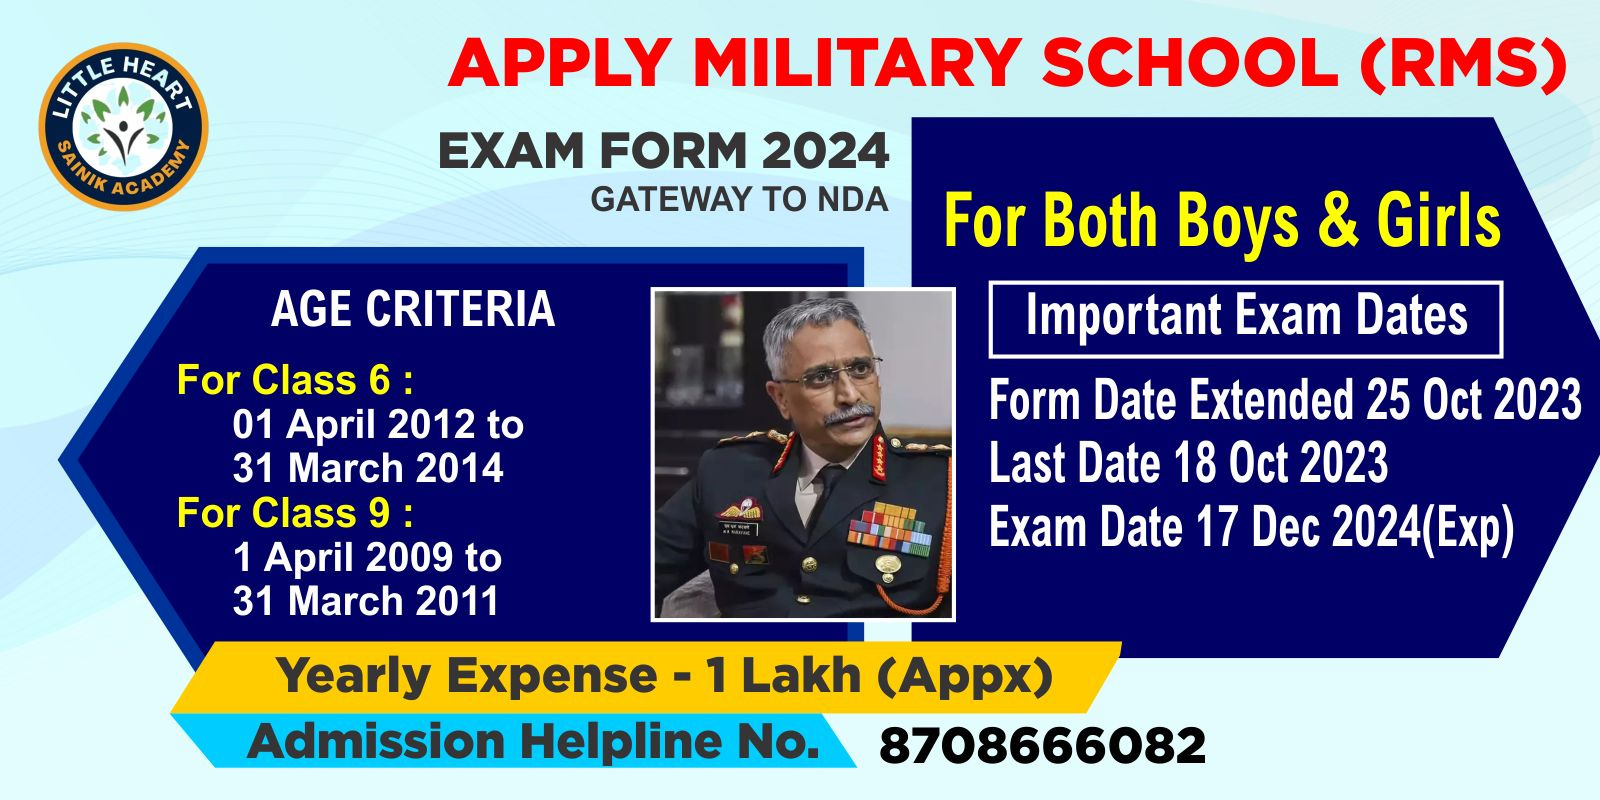 LITTLE HEART
SAINIK ACADEMY
APPLY MILITARY SCHOOL (RMS)
EXAM FORM 2024
GATEWAY TO NDA
For Both Boys & Girls
AGE CRITERIA
For Class 6 :
01 April 2012 to
31 March 2014
For Class 9 :
1 April 2009 to
31 March 2011
Important Exam Dates
Form Date Extended 25 Oct 2023
Last Date 18 Oct 2023
Exam Date 17 Dec 2024(Exp)
Yearly Expense - 1 Lakh (Appx)
Admission Helpline No. 8708666082